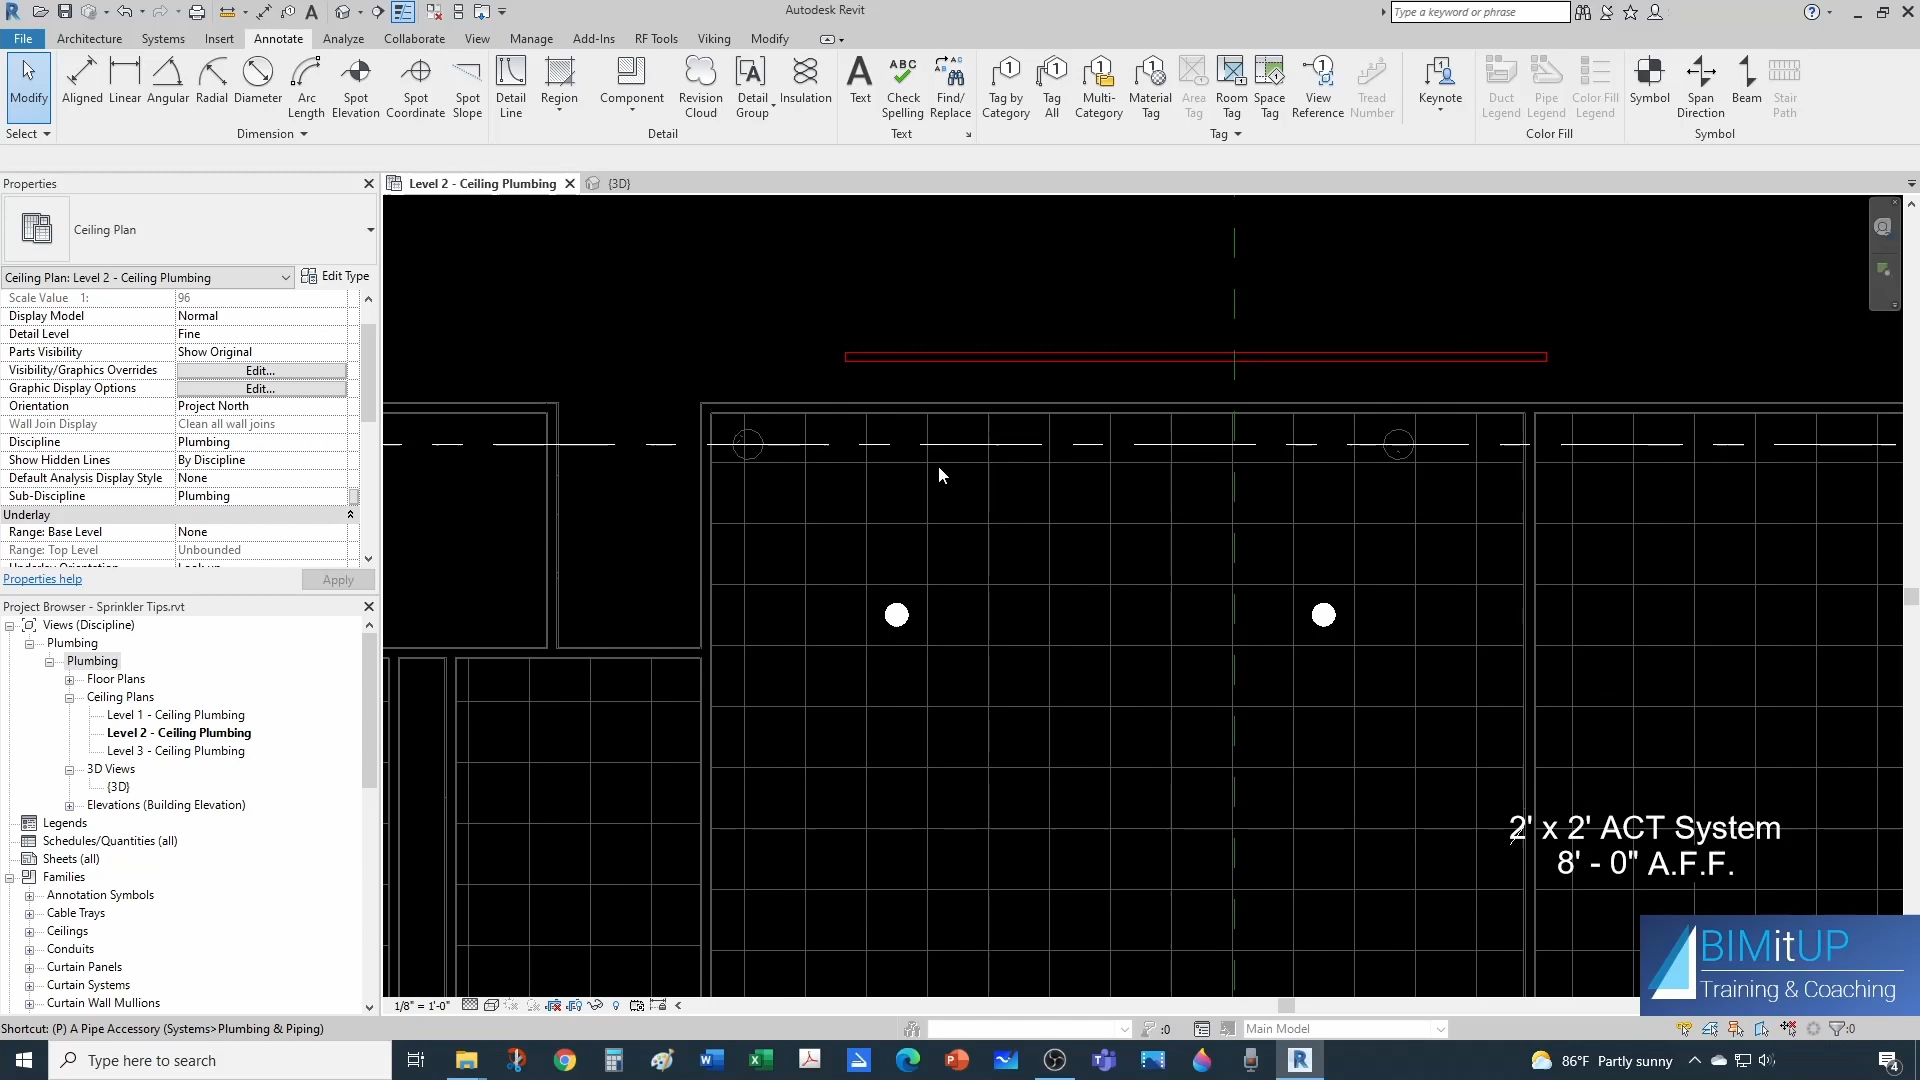 Autodesk Revit
Type a keyword or phrase
File Architecture Systems Insert Annotate Analyze Collaborate View Manage Add-Ins RF Tools Viking Modify
Modify
Aligned Linear Angular Radial Diameter Arc Length Spot Elevation Spot Coordinate Spot Slope
Detail Line Region Component Revision Cloud Detail Group Insulation
Text Check Spelling Find/ Replace
Tag by Category Tag All Multi-Category Material Tag Area Tag Room Tag Space Tag View Reference Tread Number Keynote
Duct Legend Pipe Legend Color Fill Legend
Symbol Span Direction Beam Stair Path
Select Dimension Detail Text Tag Color Fill Symbol
Properties
Level 2 - Ceiling Plumbing {3D}
Ceiling Plan
Ceiling Plan: Level 2 - Ceiling Plumbing Edit Type
Scale Value 1: 96
Display Model Normal
Detail Level Fine
Parts Visibility Show Original
Visibility/Graphics Overrides Edit...
Graphic Display Options Edit...
Orientation Project North
Wall Join Display Clean all wall joins
Discipline Plumbing
Show Hidden Lines By Discipline
Default Analysis Display Style None
Sub-Discipline Plumbing
Underlay
Range: Base Level None
Range: Top Level Unbounded
Properties help Apply
Project Browser - Sprinkler Tips.rvt
Views (Discipline)
Plumbing
Plumbing
Floor Plans
Ceiling Plans
Level 1 - Ceiling Plumbing
Level 2 - Ceiling Plumbing
Level 3 - Ceiling Plumbing
3D Views
{3D}
Elevations (Building Elevation)
Legends
Schedules/Quantities (all)
Sheets (all)
Families
Annotation Symbols
Cable Trays
Ceilings
Conduits
Curtain Panels
Curtain Systems
Curtain Wall Mullions
2' x 2' ACT System
8' - 0" A.F.F.
BIMitUP
Training & Coaching
1/8" = 1'-0"
Shortcut: (P) A Pipe Accessory (Systems>Plumbing & Piping)
:0 Main Model :0
Type here to search
86°F Partly sunny
4